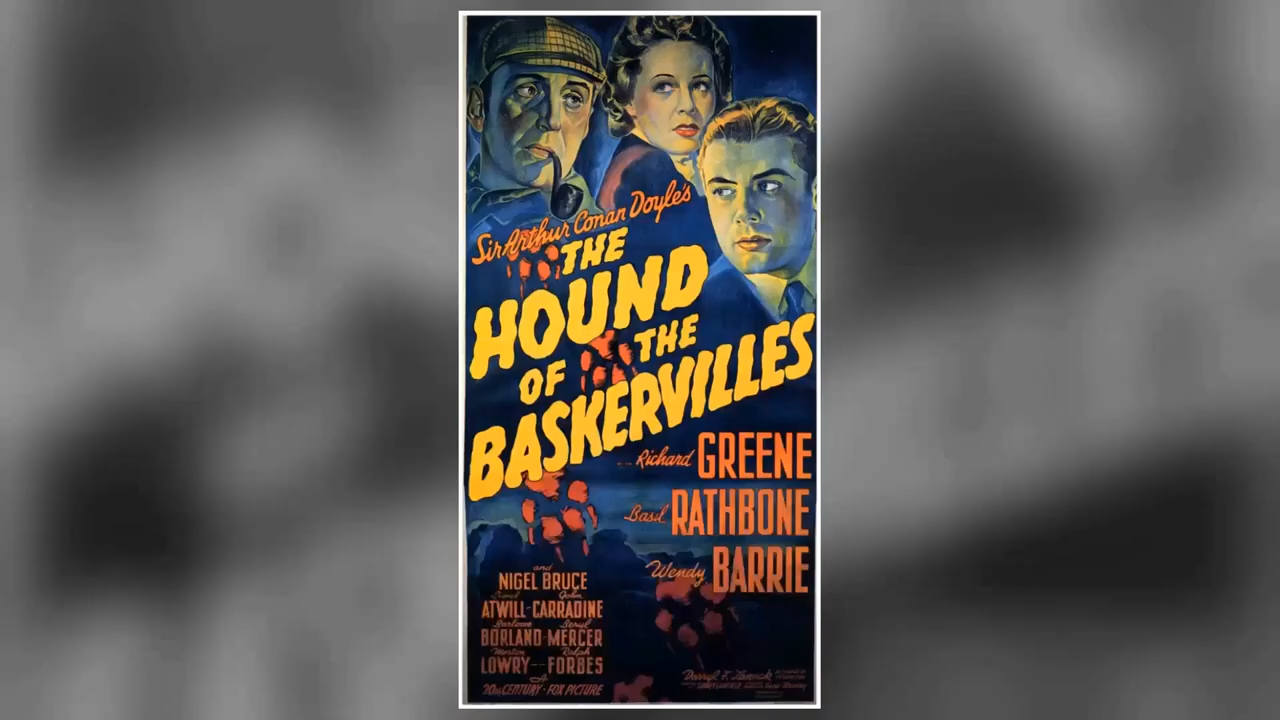 Sir Arthur Conan Doyle's
THE
HOUND
OF THE
BASKERVILLES
Richard GREENE
Basil RATHBONE
Wendy BARRIE
and
NIGEL BRUCE
Lionel John
ATWILL - CARRADINE
Barlowe Beryl
BORLAND - MERCER
Morton Ralph
LOWRY -- FORBES
A
20th CENTURY - FOX PICTURE
Darryl F. Zanuck